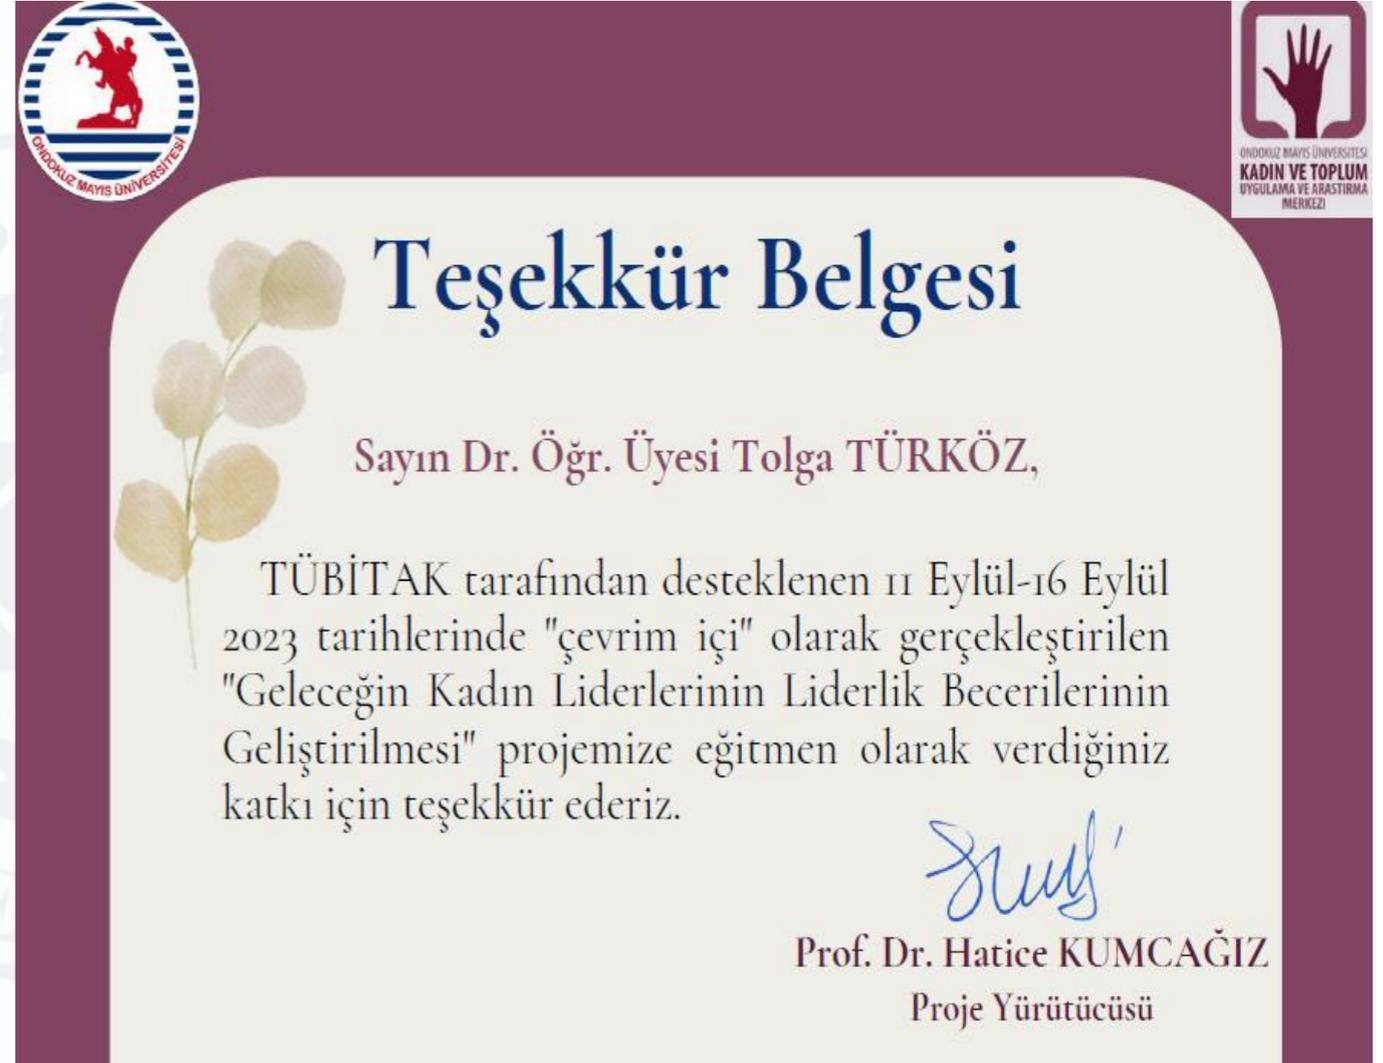 ONDOKUZ MAYIS ÜNİVERSİTESİ
ONDOKUZ MAYIS ÜNİVERSİTESİ
KADIN VE TOPLUM
UYGULAMA VE ARAŞTIRMA
MERKEZİ
Teşekkür Belgesi
Sayın Dr. Öğr. Üyesi Tolga TÜRKÖZ,
TÜBİTAK tarafından desteklenen 11 Eylül-16 Eylül
2023 tarihlerinde "çevrim içi" olarak gerçekleştirilen
"Geleceğin Kadın Liderlerinin Liderlik Becerilerinin
Geliştirilmesi" projemize eğitmen olarak verdiğiniz
katkı için teşekkür ederiz.
Prof. Dr. Hatice KUMCAĞIZ
Proje Yürütücüsü